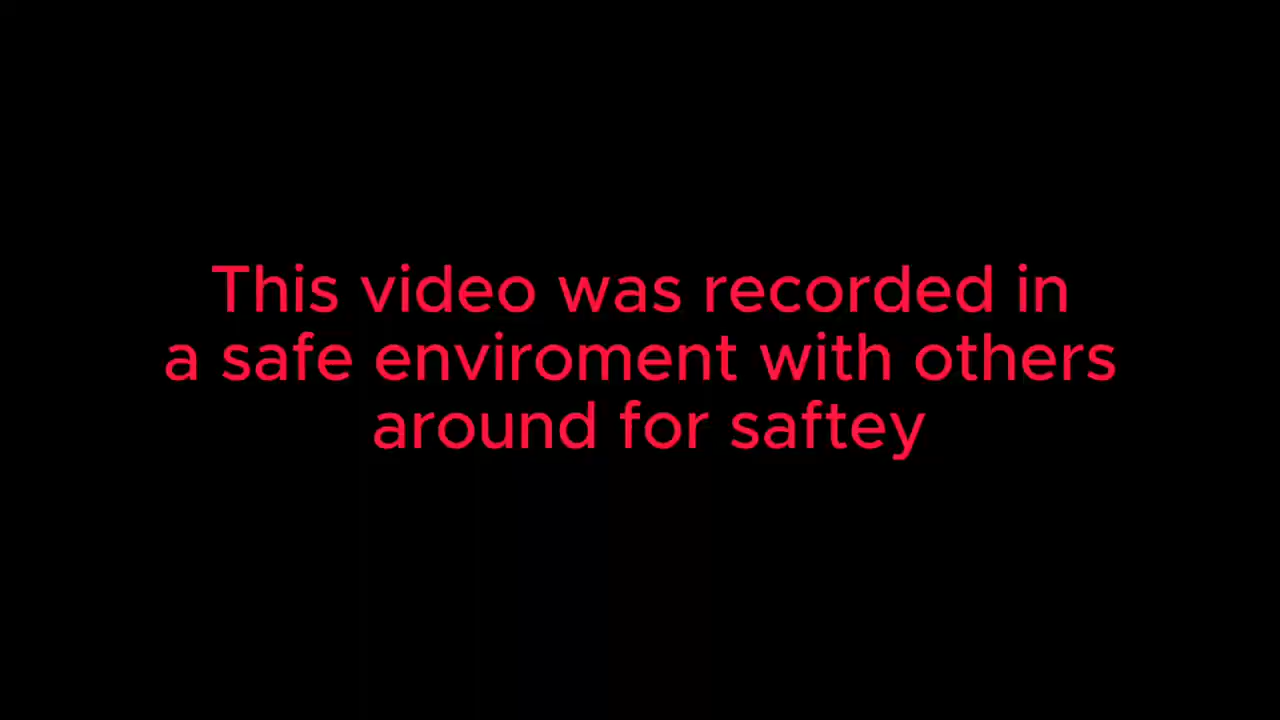 This video was recorded in
a safe enviroment with others
around for saftey